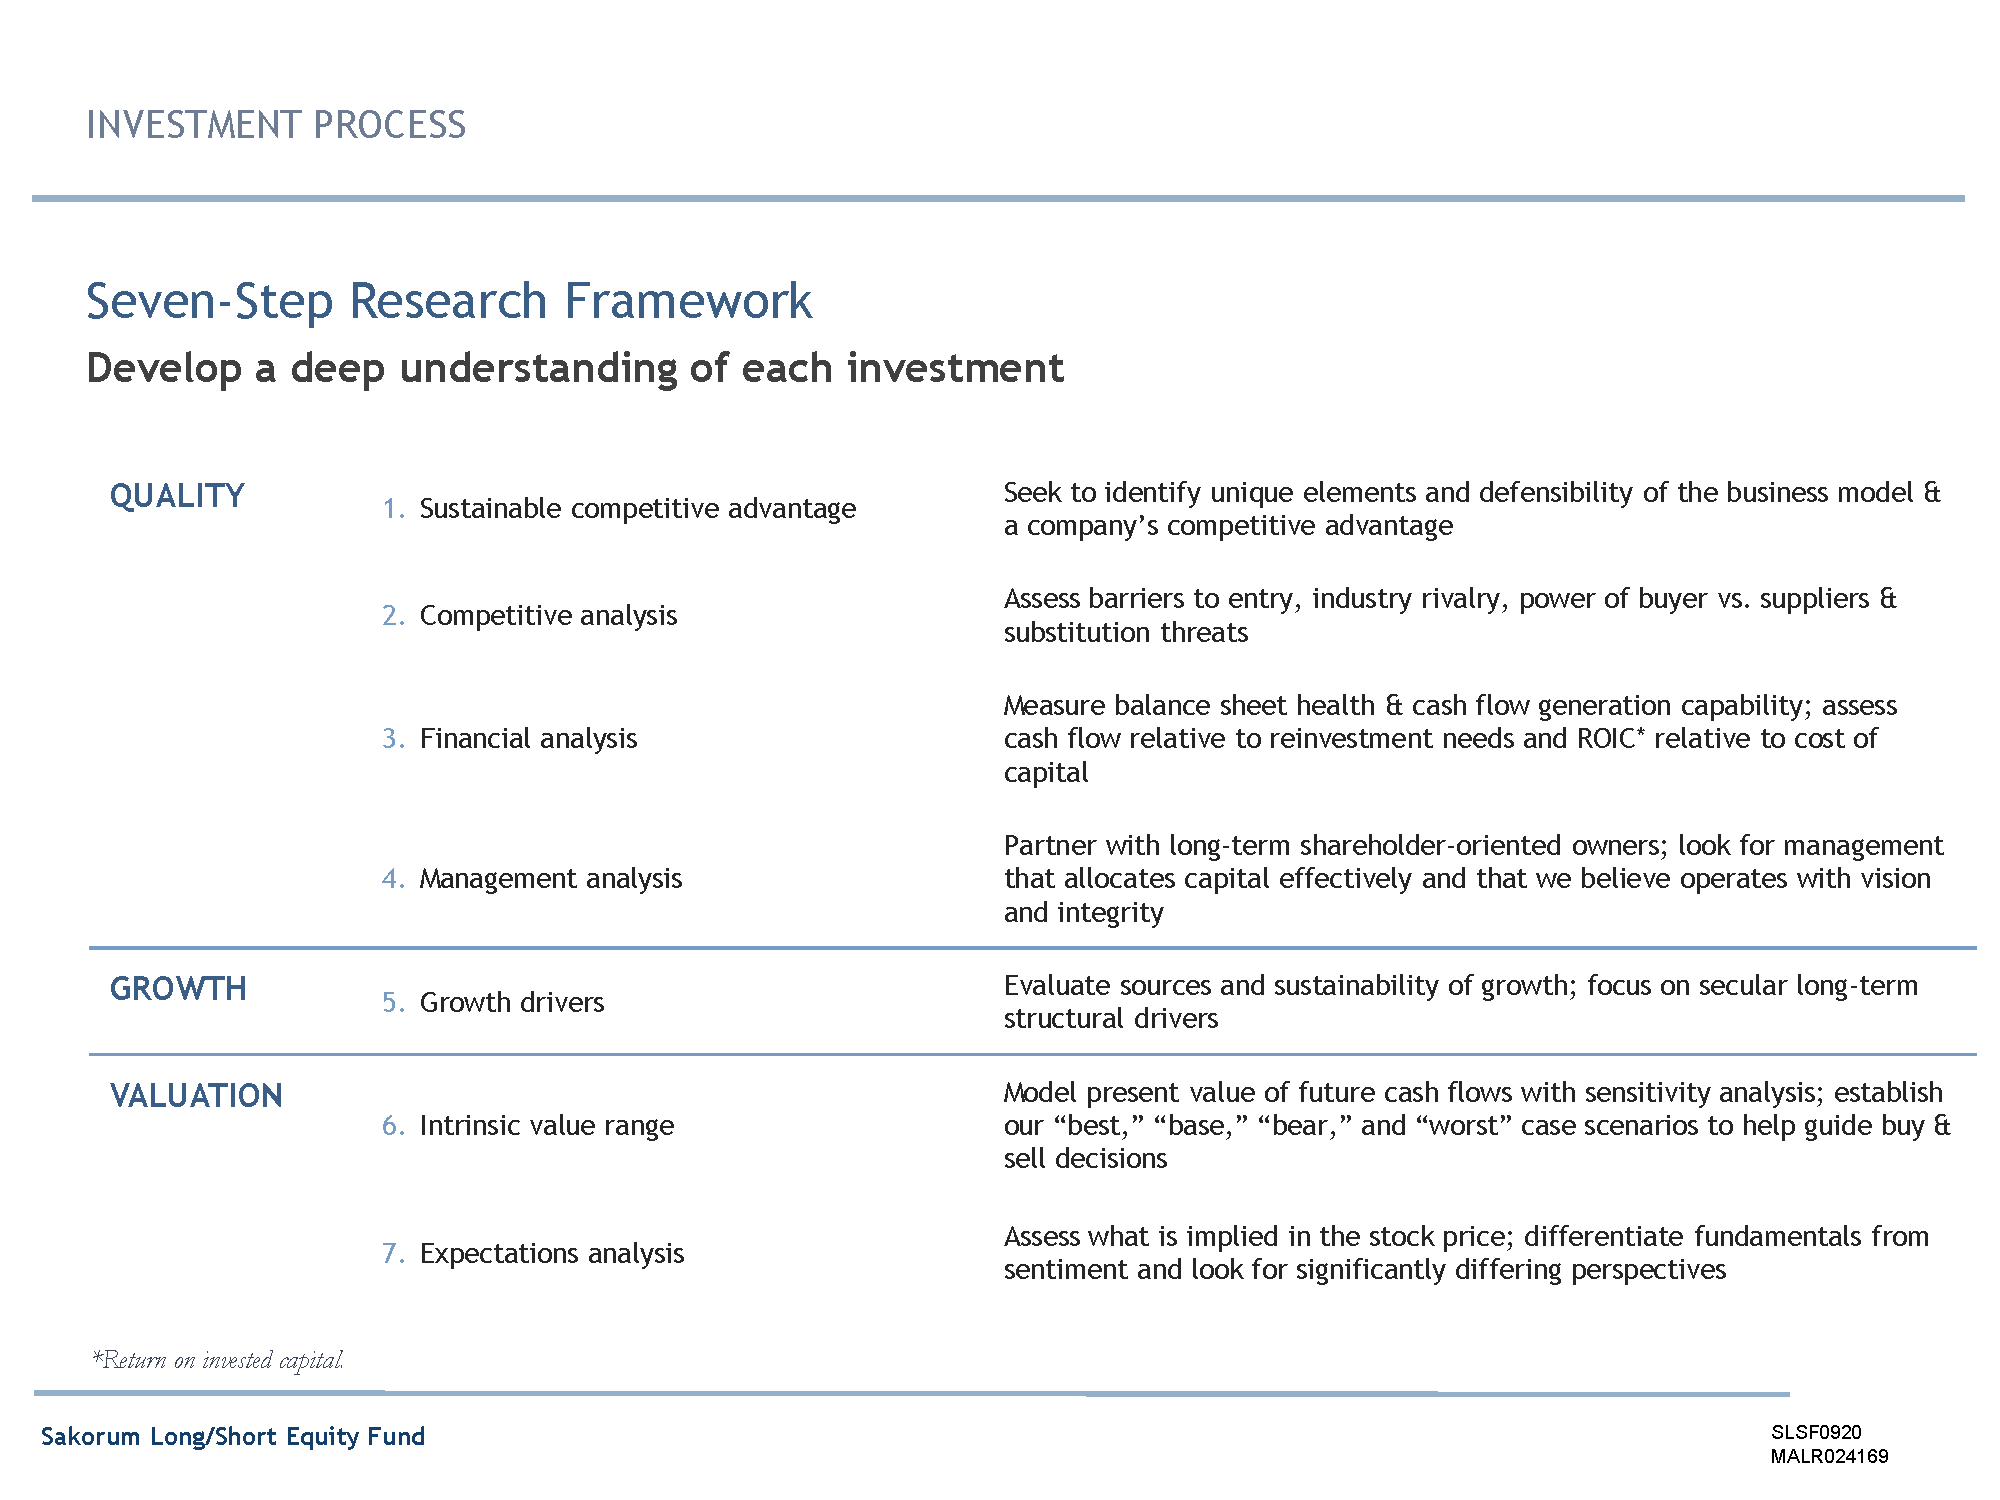 INVESTMENT PROCESS
Seven-Step Research Framework
Develop a deep understanding of each investment
QUALITY
1. Sustainable competitive advantage
Seek to identify unique elements and defensibility of the business model &
a company’s competitive advantage
2. Competitive analysis
Assess barriers to entry, industry rivalry, power of buyer vs. suppliers &
substitution threats
3. Financial analysis
Measure balance sheet health & cash flow generation capability; assess
cash flow relative to reinvestment needs and ROIC* relative to cost of
capital
4. Management analysis
Partner with long-term shareholder-oriented owners; look for management
that allocates capital effectively and that we believe operates with vision
and integrity
GROWTH
5. Growth drivers
Evaluate sources and sustainability of growth; focus on secular long-term
structural drivers
VALUATION
6. Intrinsic value range
Model present value of future cash flows with sensitivity analysis; establish
our “best,” “base,” “bear,” and “worst” case scenarios to help guide buy &
sell decisions
7. Expectations analysis
Assess what is implied in the stock price; differentiate fundamentals from
sentiment and look for significantly differing perspectives
*Return on invested capital.
Sakorum Long/Short Equity Fund
SLSF0920
MALR024169